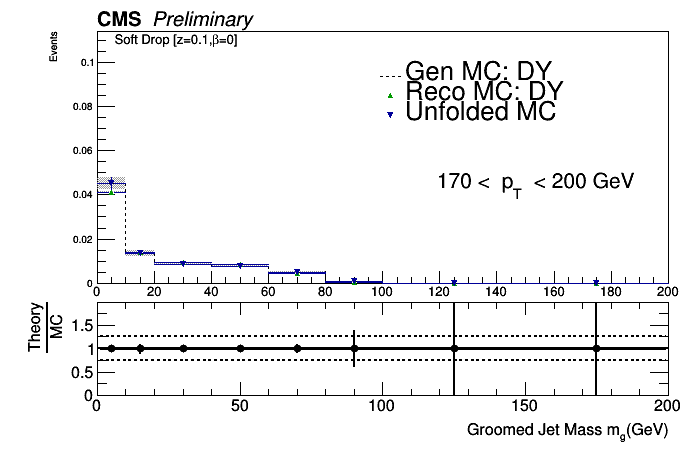 CMS Preliminary
Events
Soft Drop [z=0.1,β=0]
0.1
0.08
0.06
0.04
0.02
0
Gen MC: DY
Reco MC: DY
Unfolded MC
170 < pT < 200 GeV
0 20 40 60 80 100 120 140 160 180 200
Theory
MC
1.5
1
0.5
0
0 50 100 150 200
Groomed Jet Mass mg(GeV)